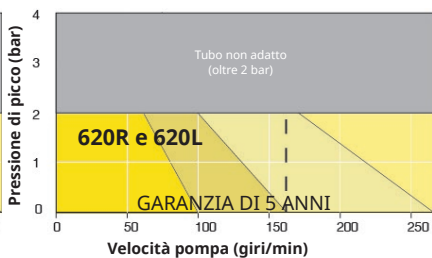 Pressione di picco (bar)
4
3
2
1
0
Tubo non adatto
(oltre 2 bar)
620R e 620L
GARANZIA DI 5 ANNI
0 50 100 150 200 250
Velocità pompa (giri/min)